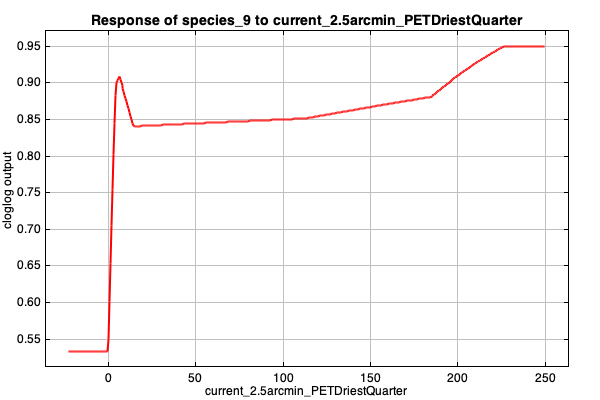 Response of species_9 to current_2.5arcmin_PETDriestQuarter
0.95
0.90
0.85
0.80
0.75
0.70
0.65
0.60
0.55
cloglog output
0 50 100 150 200 250
current_2.5arcmin_PETDriestQuarter